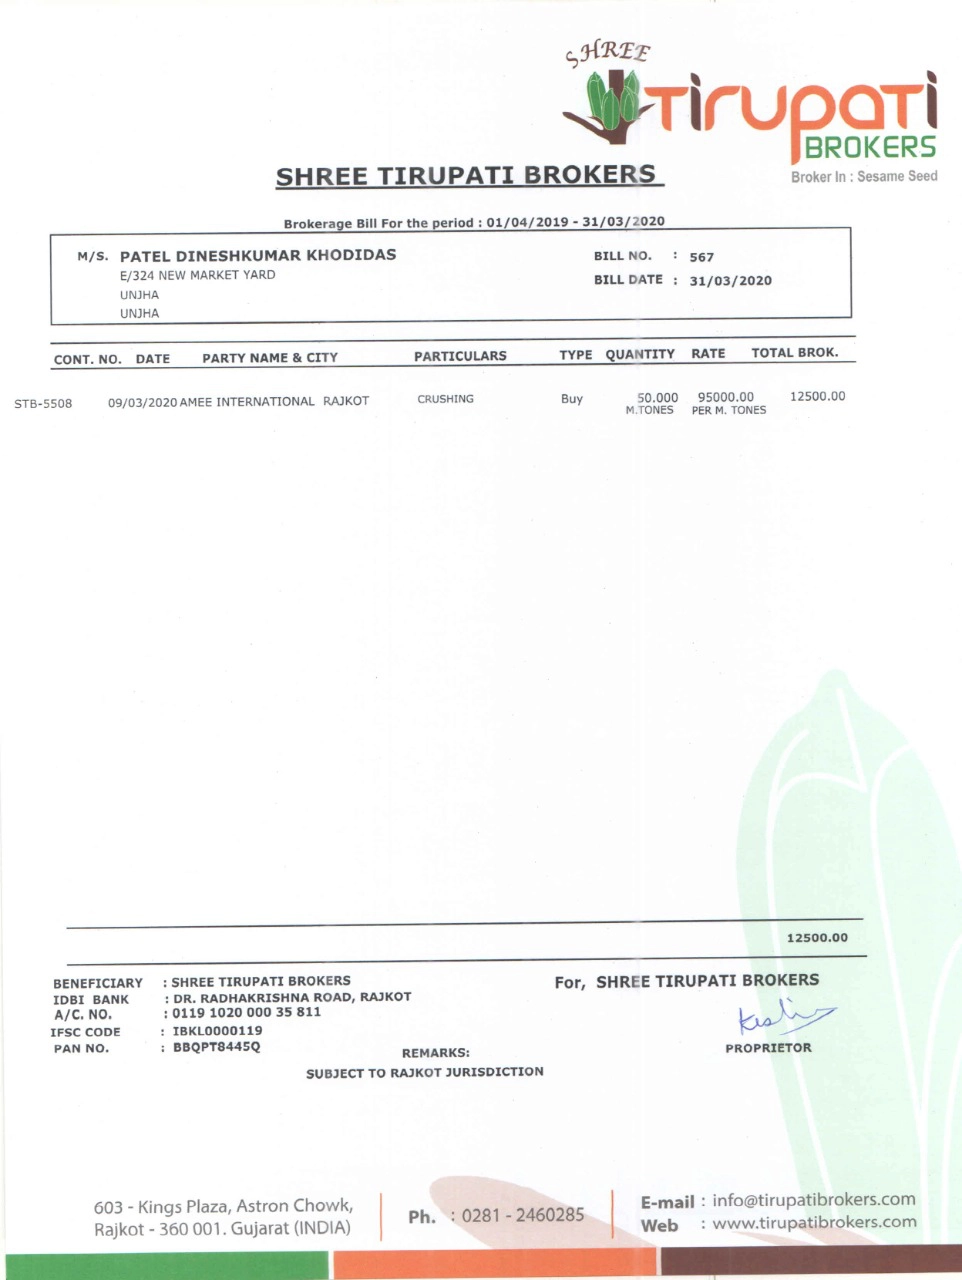 SHREE
Tirupati
BROKERS
Broker In : Sesame Seed
SHREE TIRUPATI BROKERS
Brokerage Bill For the period : 01/04/2019 - 31/03/2020
M/S. PATEL DINESHKUMAR KHODIDAS BILL NO. : 567
E/324 NEW MARKET YARD BILL DATE : 31/03/2020
UNJHA
UNJHA
CONT. NO. DATE PARTY NAME & CITY PARTICULARS TYPE QUANTITY RATE TOTAL BROK.
STB-5508 09/03/2020 AMEE INTERNATIONAL RAJKOT CRUSHING Buy 50.000 95000.00 12500.00
M.TONES PER M. TONES
12500.00
BENEFICIARY : SHREE TIRUPATI BROKERS For, SHREE TIRUPATI BROKERS
IDBI BANK : DR. RADHAKRISHNA ROAD, RAJKOT
A/C. NO. : 0119 1020 000 35 811
IFSC CODE : IBKL0000119
PAN NO. : BBQPT8445Q PROPRIETOR
REMARKS:
SUBJECT TO RAJKOT JURISDICTION
603 - Kings Plaza, Astron Chowk,
Rajkot - 360 001. Gujarat (INDIA)
Ph. : 0281 - 2460285
E-mail : info@tirupatibrokers.com
Web : www.tirupatibrokers.com